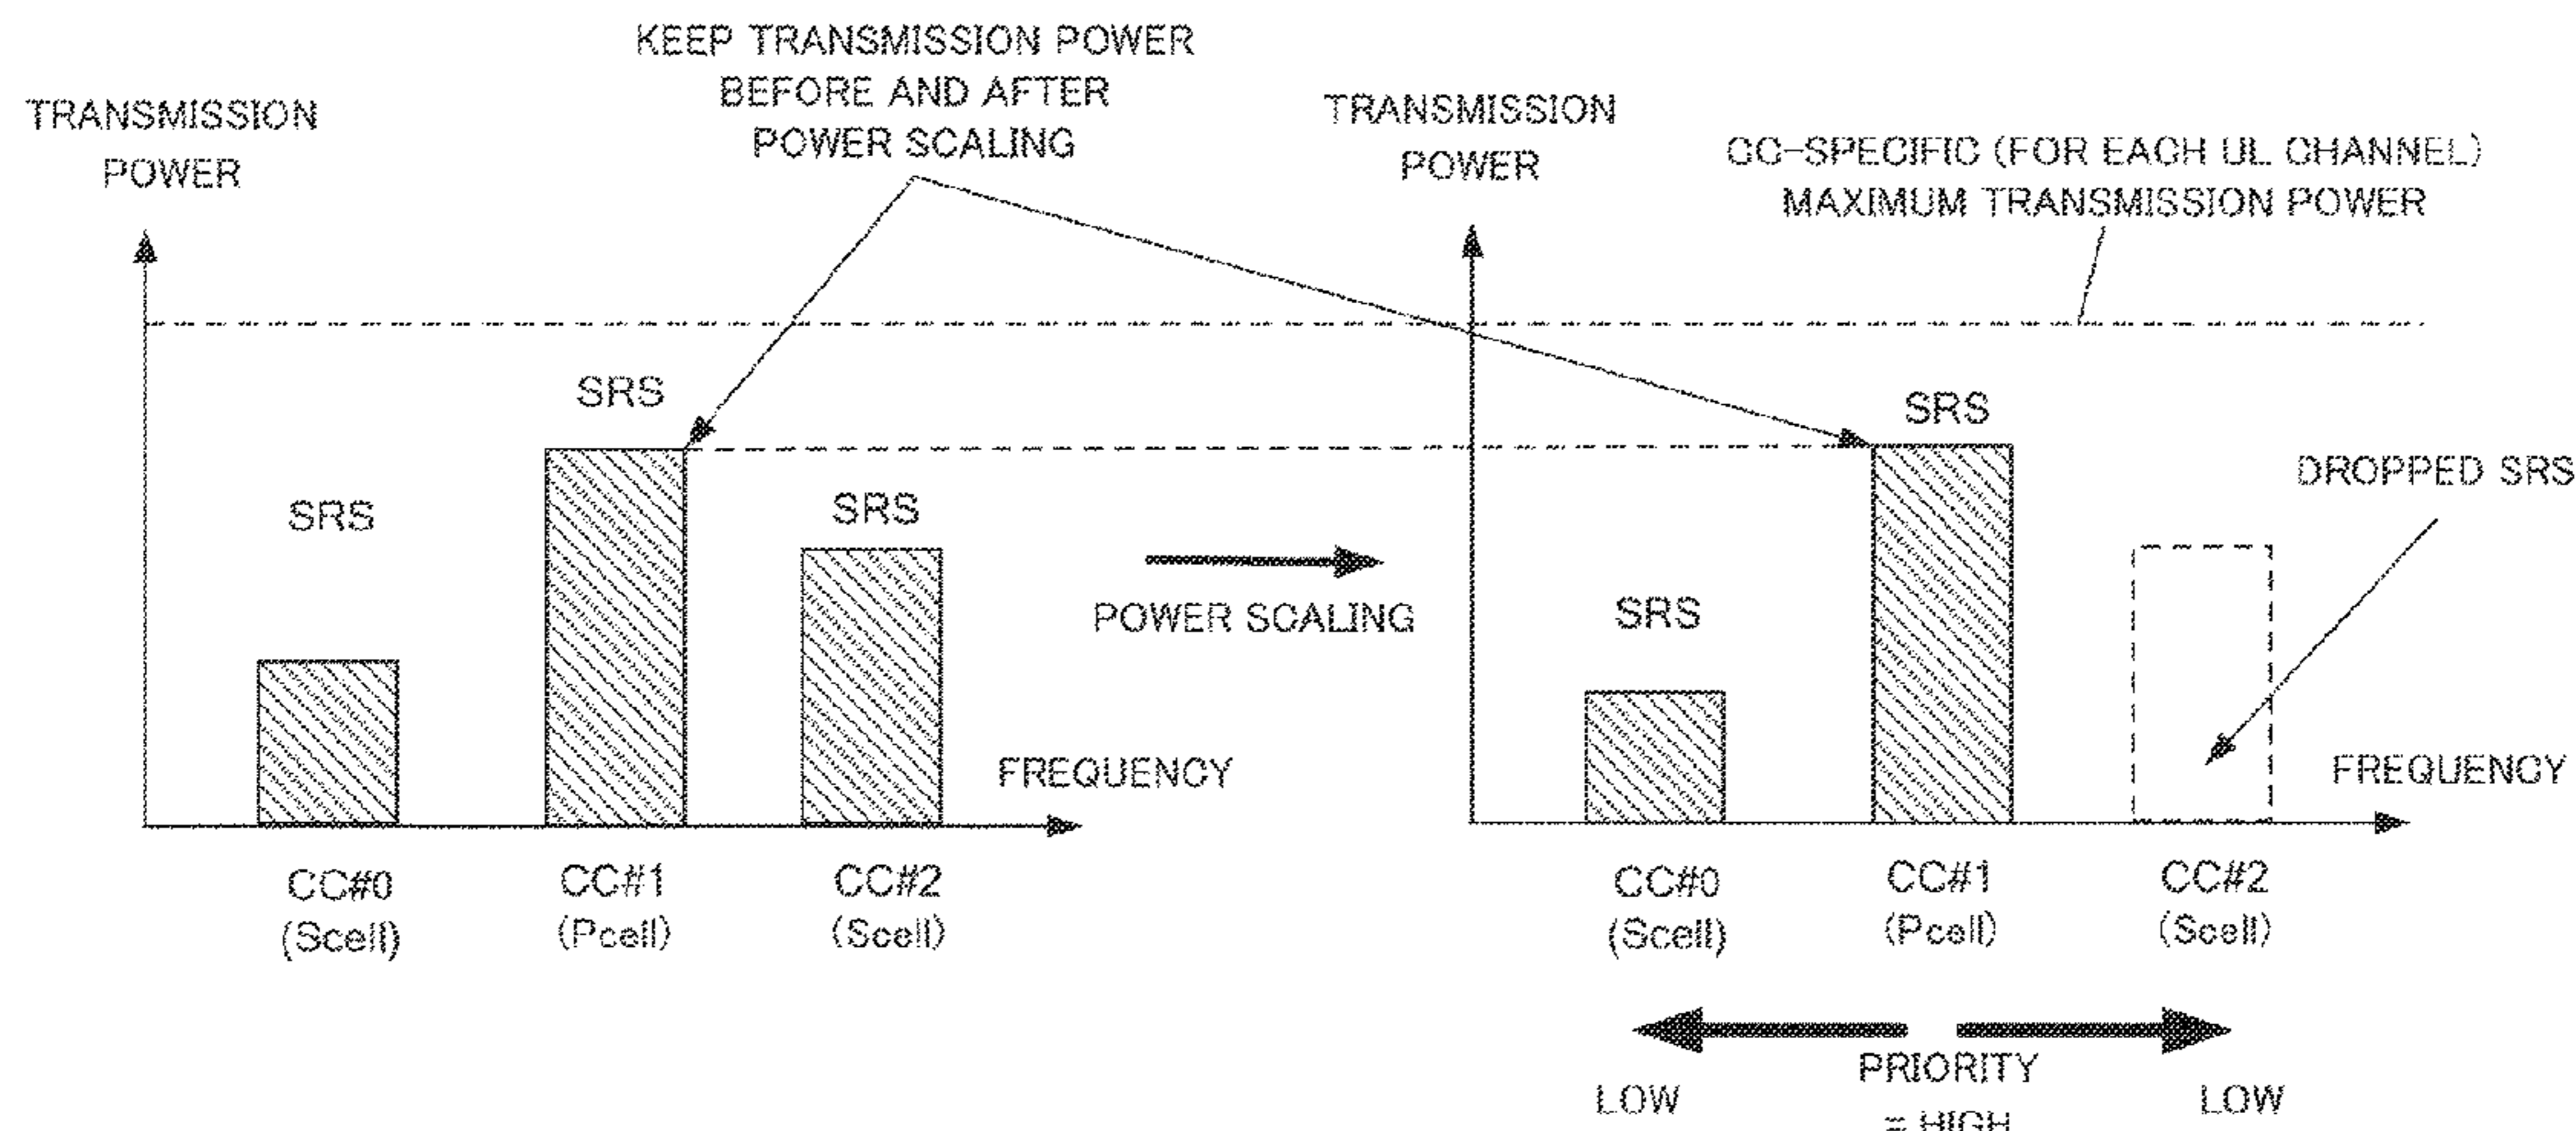 KEEP TRANSMISSION POWER
BEFORE AND AFTER
POWER SCALING
TRANSMISSION
POWER
TRANSMISSION
POWER
CC-SPECIFIC (FOR EACH UL CHANNEL)
MAXIMUM TRANSMISSION POWER
SRS
SRS
SRS
POWER SCALING
FREQUENCY
CC#0
(Scell)
CC#1
(Pcell)
CC#2
(Scell)
SRS
SRS
DROPPED SRS
FREQUENCY
CC#0
(Scell)
CC#1
(Pcell)
CC#2
(Scell)
LOW
PRIORITY
= HIGH
LOW